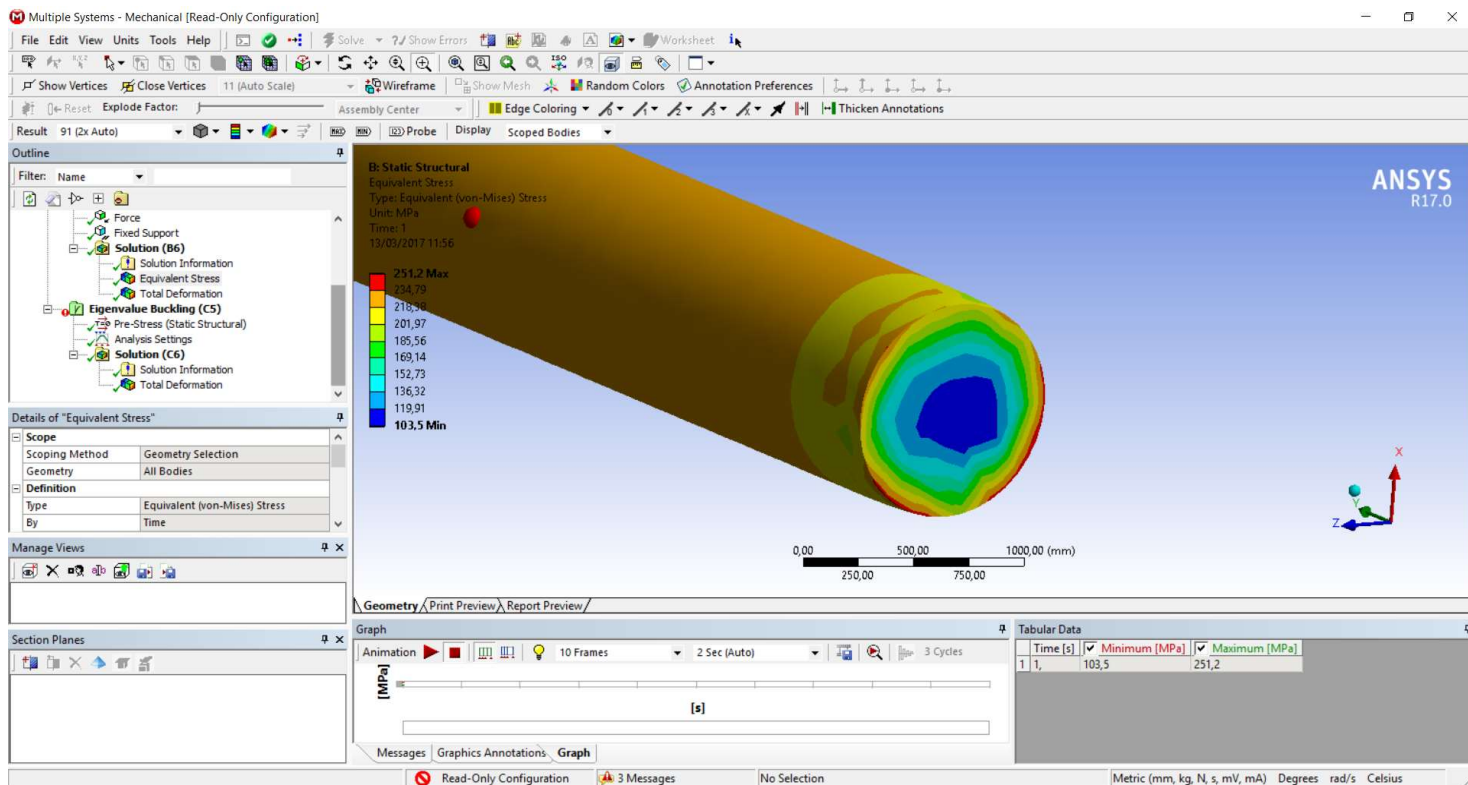 Multiple Systems - Mechanical [Read-Only Configuration]
File Edit View Units Tools Help Solve ?/ Show Errors Worksheet i
Show Vertices Close Vertices 11 (Auto Scale) Wireframe Show Mesh Random Colors Annotation Preferences
Reset Explode Factor: Assembly Center Edge Coloring Thicken Annotations
Result 91 (2x Auto) MAX MIN Probe Display Scoped Bodies
Outline
Filter: Name
Force
Fixed Support
Solution (B6)
Solution Information
Equivalent Stress
Total Deformation
Eigenvalue Buckling (C5)
Pre-Stress (Static Structural)
Analysis Settings
Solution (C6)
Solution Information
Total Deformation
Details of "Equivalent Stress"
Scope
Scoping Method Geometry Selection
Geometry All Bodies
Definition
Type Equivalent (von-Mises) Stress
By Time
Manage Views
Section Planes
B: Static Structural
Equivalent Stress
Type: Equivalent (von-Mises) Stress
Unit: MPa
Time: 1
13/03/2017 11:56
251,2 Max
234,79
218,38
201,97
185,56
169,14
152,73
136,32
119,91
103,5 Min
ANSYS
R17.0
X
Y
Z
0,00 500,00 1000,00 (mm)
250,00 750,00
Geometry Print Preview Report Preview
Graph
Animation 10 Frames 2 Sec (Auto) 3 Cycles
[MPa]
[s]
Messages Graphics Annotations Graph
Tabular Data
Time [s] Minimum [MPa] Maximum [MPa]
1 1, 103,5 251,2
Read-Only Configuration 3 Messages No Selection Metric (mm, kg, N, s, mV, mA) Degrees rad/s Celsius